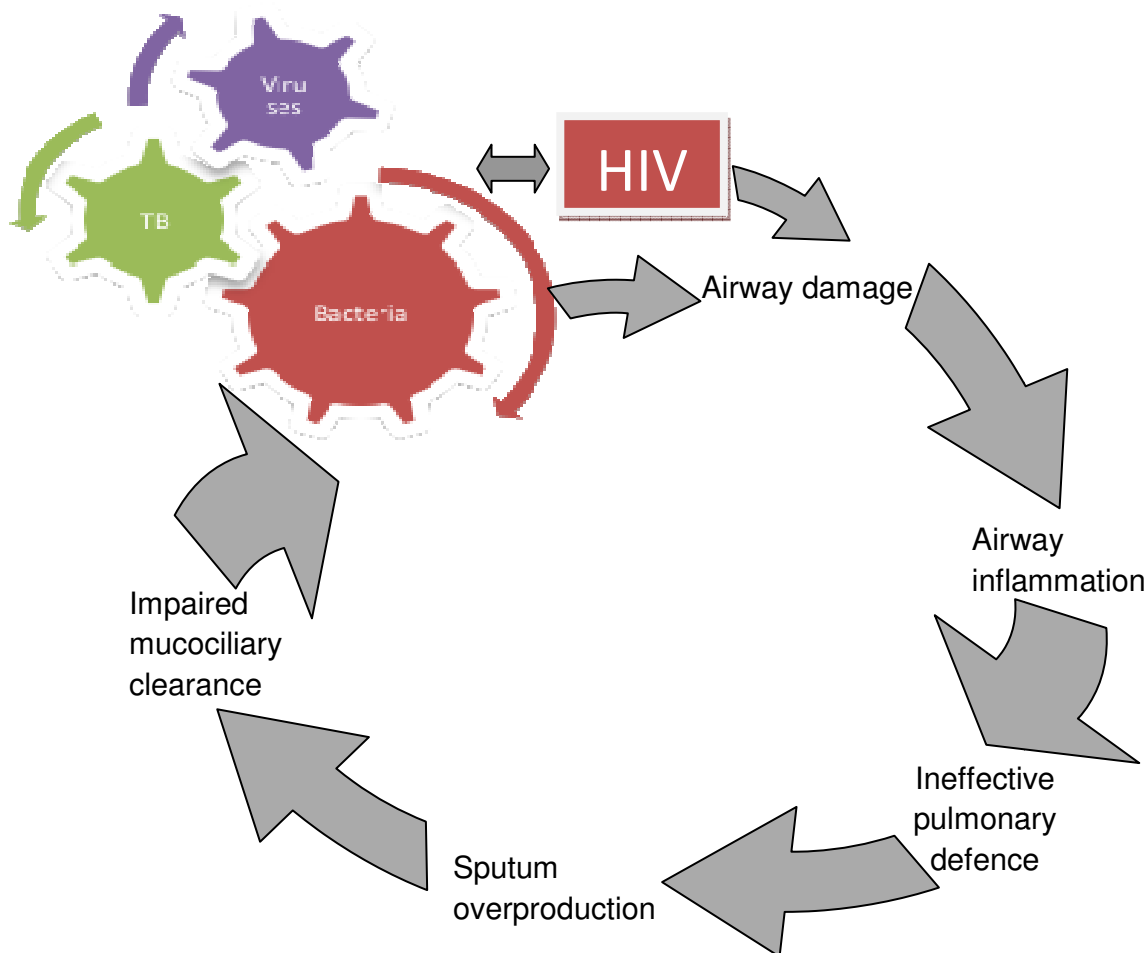 Viru
ses
HIV
TB
Bacteria
Airway damage
Airway
inflammation
Impaired
mucociliary
clearance
Ineffective
pulmonary
defence
Sputum
overproduction